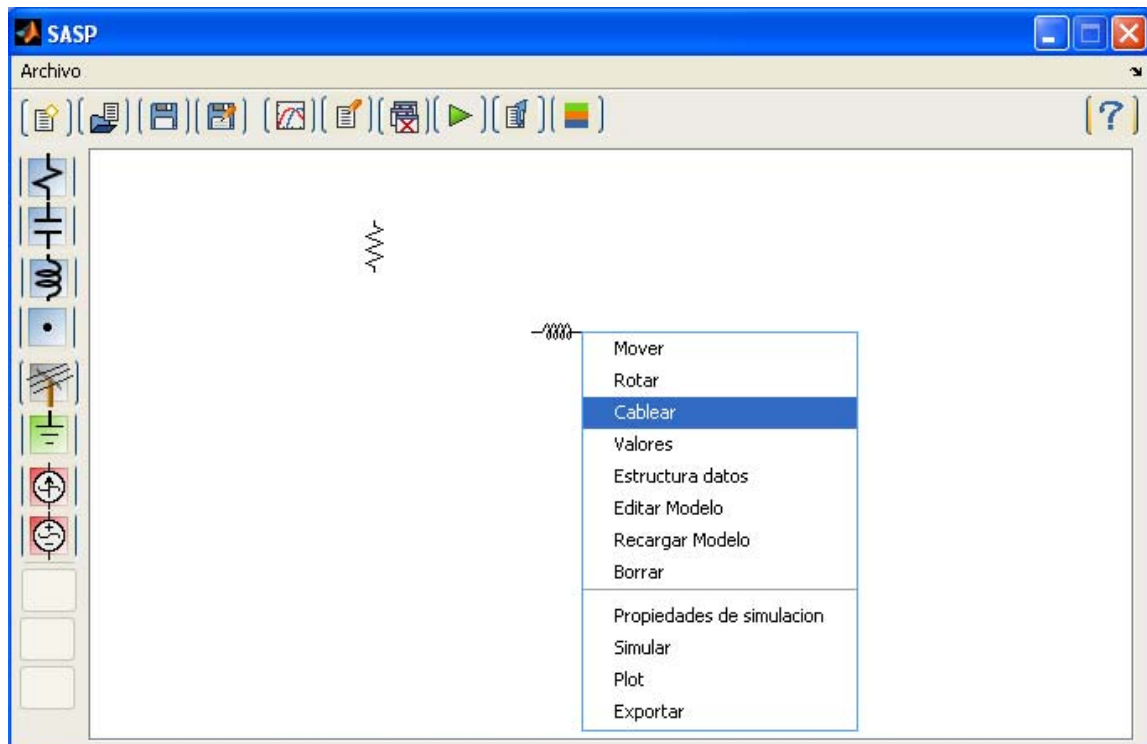 SASP
Archivo
?
Mover
Rotar
Cablear
Valores
Estructura datos
Editar Modelo
Recargar Modelo
Borrar
Propiedades de simulacion
Simular
Plot
Exportar